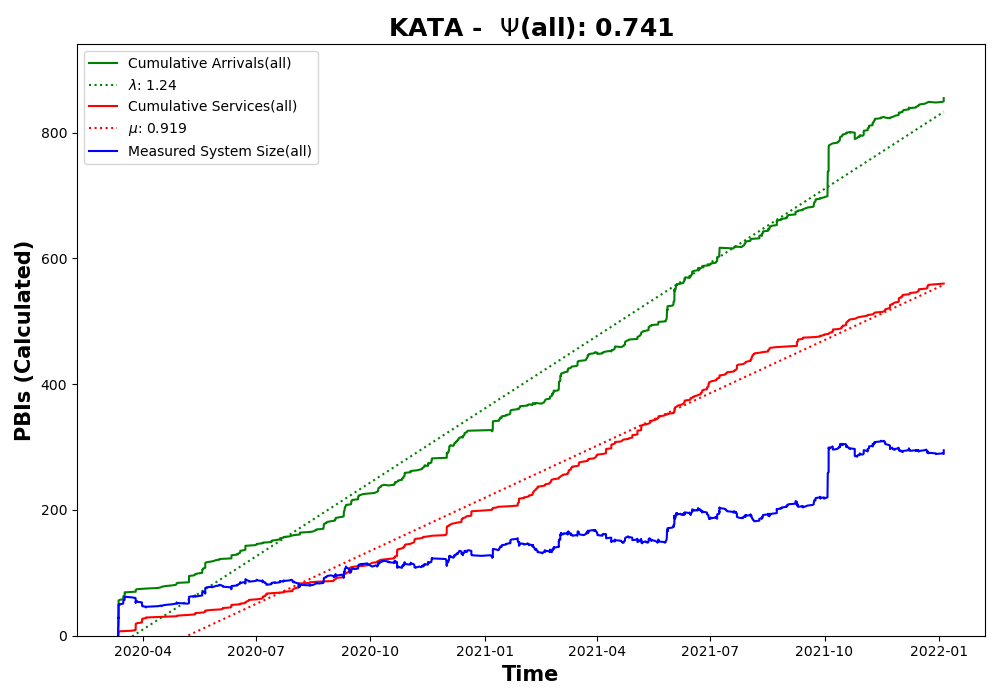 KATA - Ψ(all): 0.741
Cumulative Arrivals(all)
λ: 1.24
Cumulative Services(all)
μ: 0.919
Measured System Size(all)
PBIs (Calculated)
800
600
400
200
0
2020-04 2020-07 2020-10 2021-01 2021-04 2021-07 2021-10 2022-01
Time